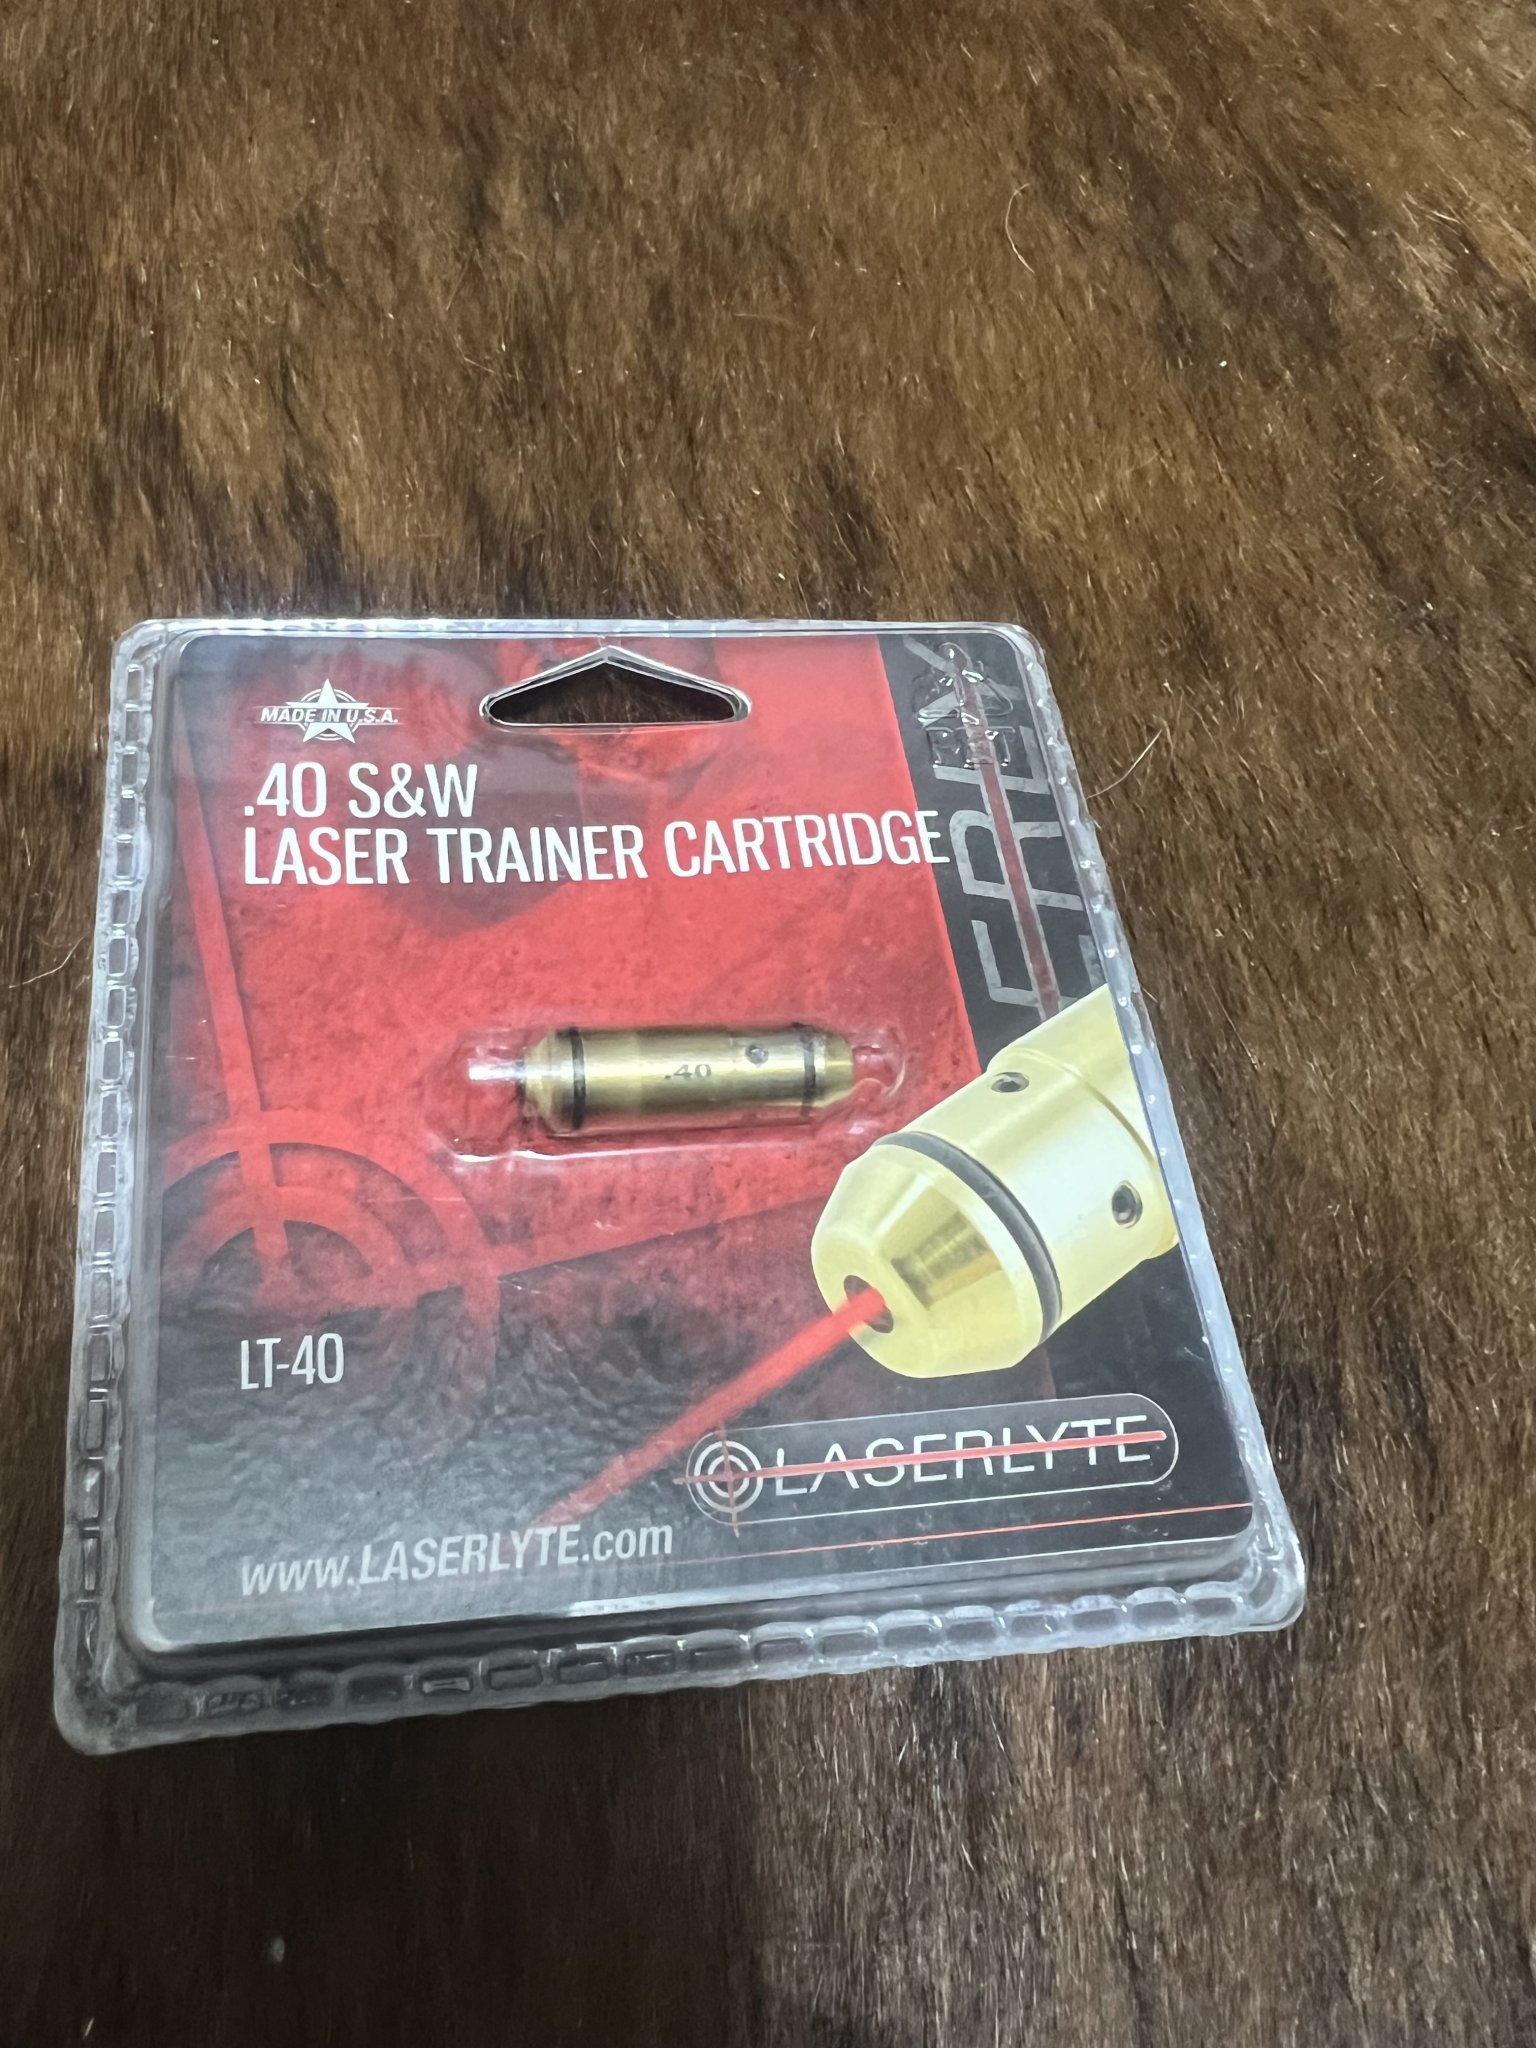 MADE IN U.S.A.
.40 S&W
LASER TRAINER CARTRIDGE
.40
LT-40
LASERLYTE
www.LASERLYTE.com